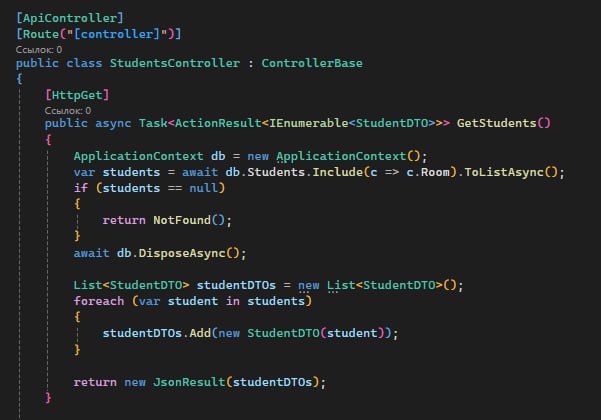 [ApiController]
[Route("[controller]")]
Ссылок: 0
public class StudentsController : ControllerBase
{
[HttpGet]
Ссылок: 0
public async Task<ActionResult<IEnumerable<StudentDTO>>> GetStudents()
{
ApplicationContext db = new ApplicationContext();
var students = await db.Students.Include(c => c.Room).ToListAsync();
if (students == null)
{
return NotFound();
}
await db.DisposeAsync();
List<StudentDTO> studentDTOs = new List<StudentDTO>();
foreach (var student in students)
{
studentDTOs.Add(new StudentDTO(student));
}
return new JsonResult(studentDTOs);
}